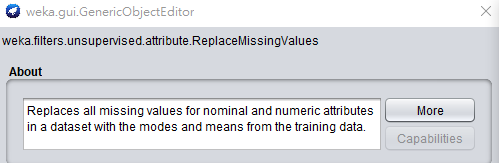 weka.gui.GenericObjectEditor
weka.filters.unsupervised.attribute.ReplaceMissingValues
About
Replaces all missing values for nominal and numeric attributes
in a dataset with the modes and means from the training data.
More
Capabilities